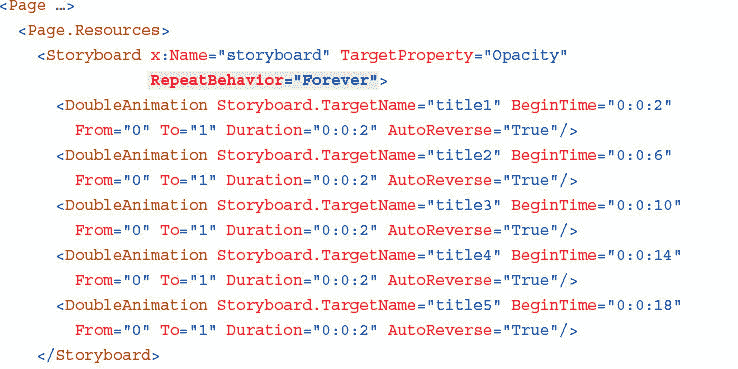 <Page …>
<Page.Resources>
<Storyboard x:Name="storyboard" TargetProperty="Opacity"
RepeatBehavior="Forever">
<DoubleAnimation Storyboard.TargetName="title1" BeginTime="0:0:2"
From="0" To="1" Duration="0:0:2" AutoReverse="True"/>
<DoubleAnimation Storyboard.TargetName="title2" BeginTime="0:0:6"
From="0" To="1" Duration="0:0:2" AutoReverse="True"/>
<DoubleAnimation Storyboard.TargetName="title3" BeginTime="0:0:10"
From="0" To="1" Duration="0:0:2" AutoReverse="True"/>
<DoubleAnimation Storyboard.TargetName="title4" BeginTime="0:0:14"
From="0" To="1" Duration="0:0:2" AutoReverse="True"/>
<DoubleAnimation Storyboard.TargetName="title5" BeginTime="0:0:18"
From="0" To="1" Duration="0:0:2" AutoReverse="True"/>
</Storyboard>